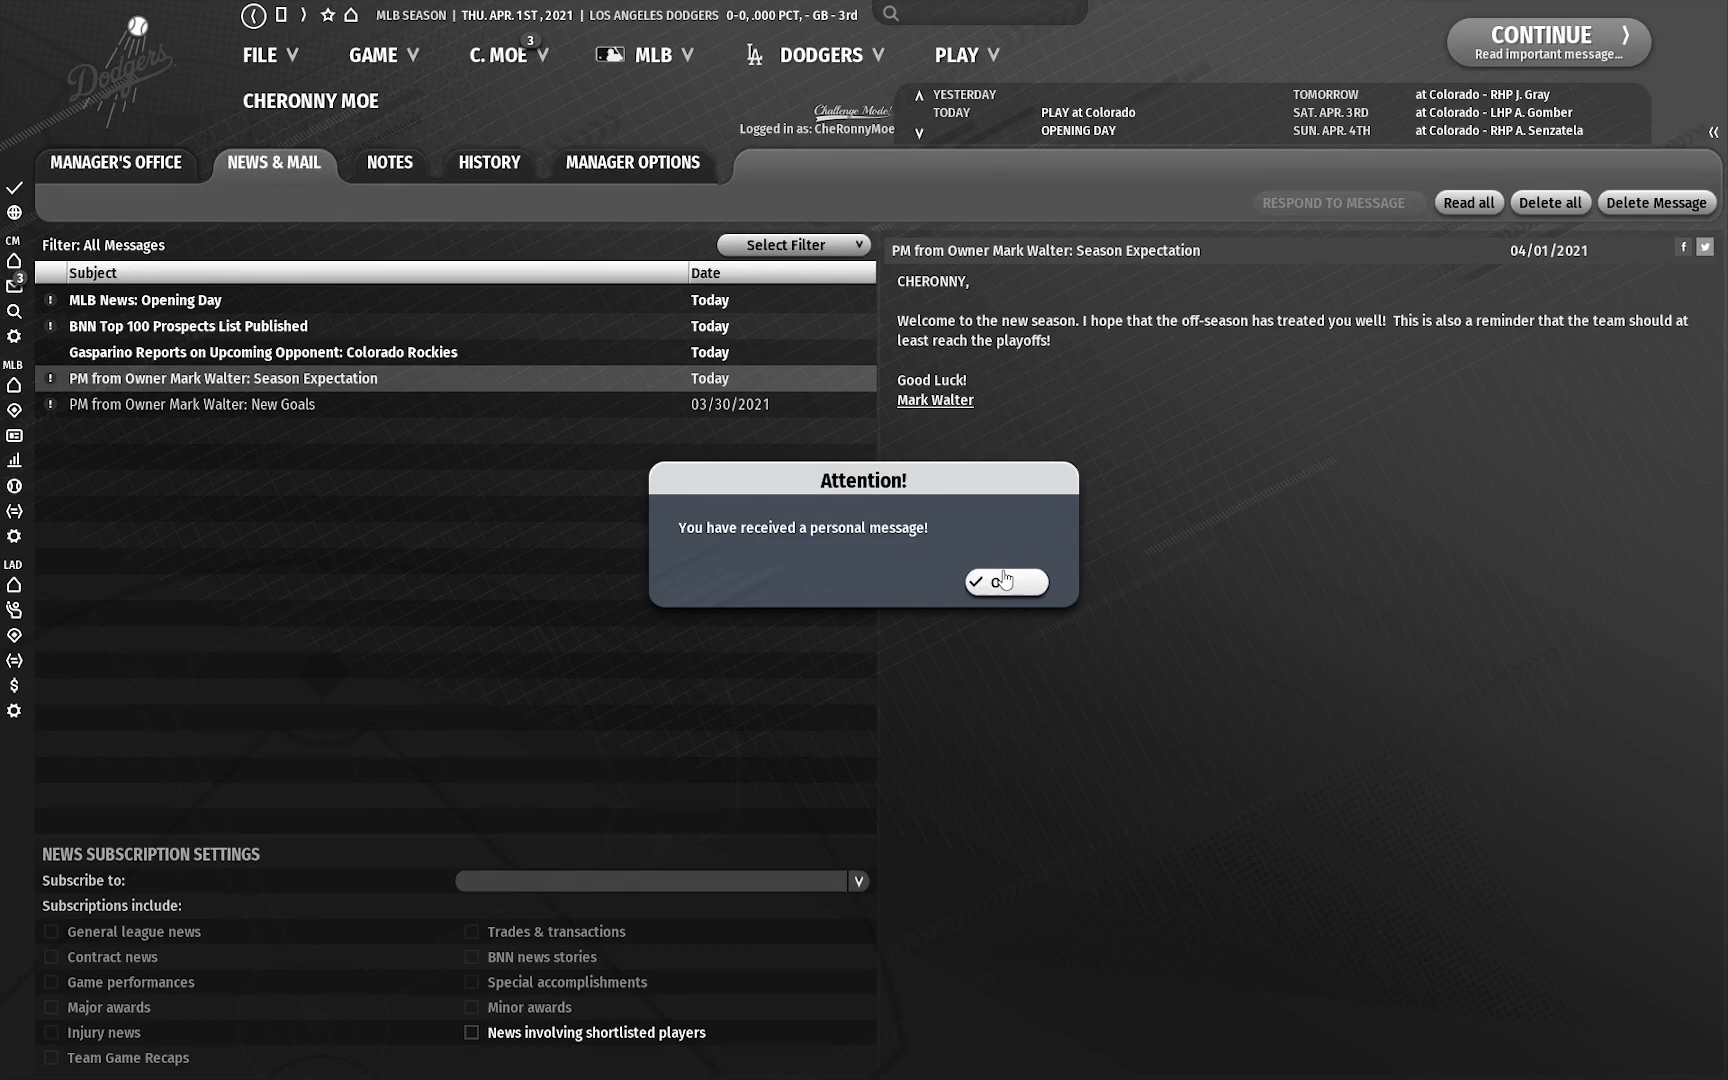 Dodgers
MLB SEASON | THU. APR. 1ST , 2021 | LOS ANGELES DODGERS 0-0, .000 PCT, - GB - 3rd
FILE
GAME
C. MOE
3
MLB
LA
DODGERS
PLAY
CONTINUE
Read important message...
CHERONNY MOE
Challenge Mode!
Logged in as: CheRonnyMoe
YESTERDAY
TODAY PLAY at Colorado
OPENING DAY
TOMORROW at Colorado - RHP J. Gray
SAT. APR. 3RD at Colorado - LHP A. Gomber
SUN. APR. 4TH at Colorado - RHP A. Senzatela
MANAGER'S OFFICE
NEWS & MAIL
NOTES
HISTORY
MANAGER OPTIONS
RESPOND TO MESSAGE
Read all
Delete all
Delete Message
CM
3
MLB
LAD
$
Filter: All Messages
Select Filter
Subject Date
! MLB News: Opening Day Today
! BNN Top 100 Prospects List Published Today
Gasparino Reports on Upcoming Opponent: Colorado Rockies Today
! PM from Owner Mark Walter: Season Expectation Today
! PM from Owner Mark Walter: New Goals 03/30/2021
PM from Owner Mark Walter: Season Expectation 04/01/2021
f
CHERONNY,
Welcome to the new season. I hope that the off-season has treated you well! This is also a reminder that the team should at
least reach the playoffs!
Good Luck!
Mark Walter
Attention!
You have received a personal message!
NEWS SUBSCRIPTION SETTINGS
Subscribe to:
Subscriptions include:
General league news
Trades & transactions
Contract news
BNN news stories
Game performances
Special accomplishments
Major awards
Minor awards
Injury news
News involving shortlisted players
Team Game Recaps